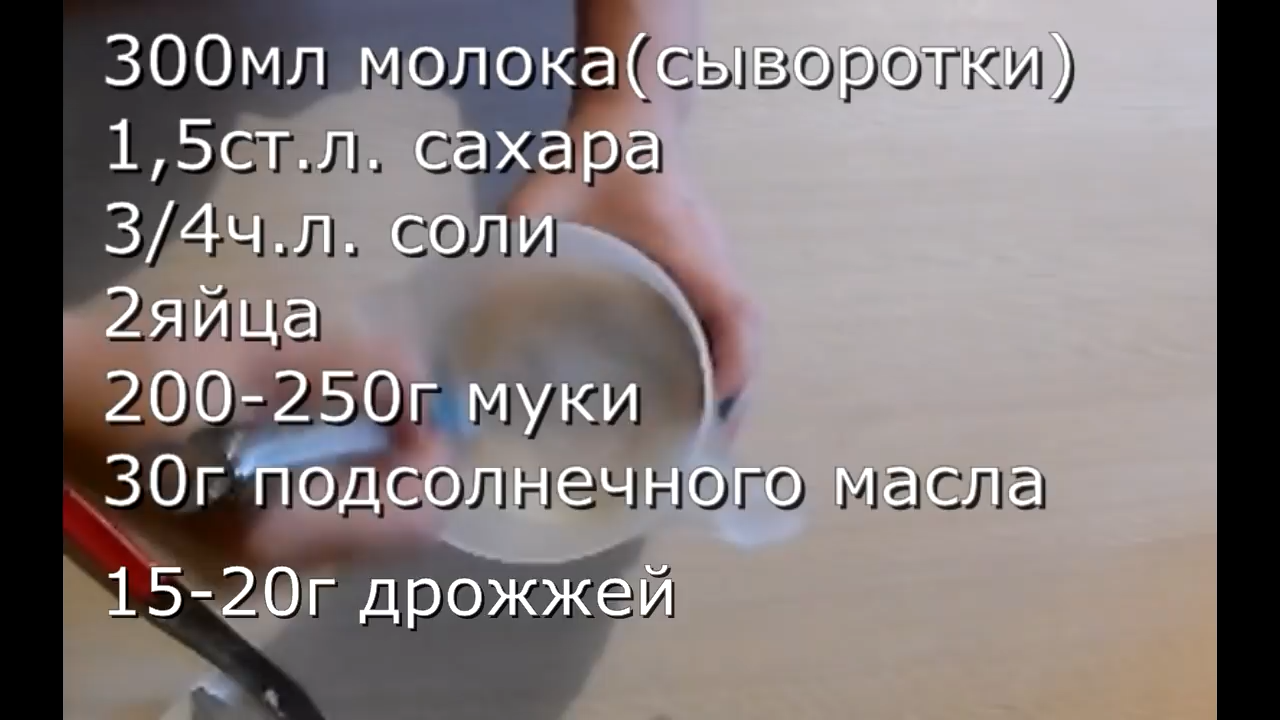 300мл молока(сыворотки)
1,5ст.л. сахара
3/4ч.л. соли
2яйца
200-250г муки
30г подсолнечного масла
15-20г дрожжей